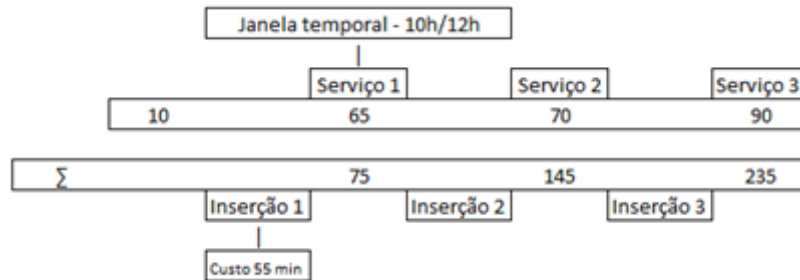 Janela temporal - 10h/12h
Serviço 1 Serviço 2 Serviço 3
10 65 70 90
∑ 75 145 235
Inserção 1 Inserção 2 Inserção 3
Custo 55 min